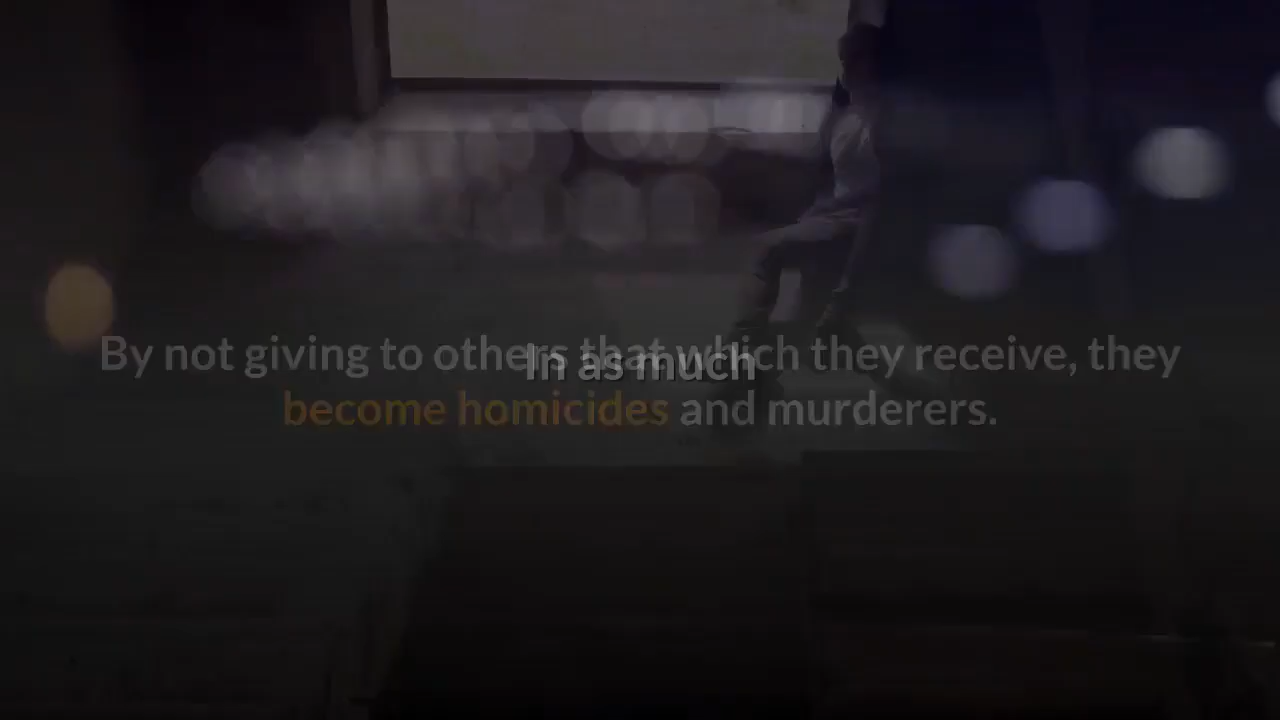 By not giving to others that which they receive, they
become homicides and murderers.
In as much